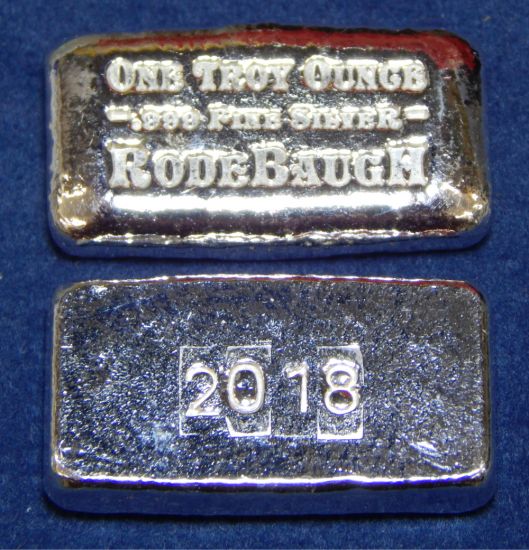 ONE TROY OUNCE
-.999 FINE SILVER-
RODEBAUGH
2018